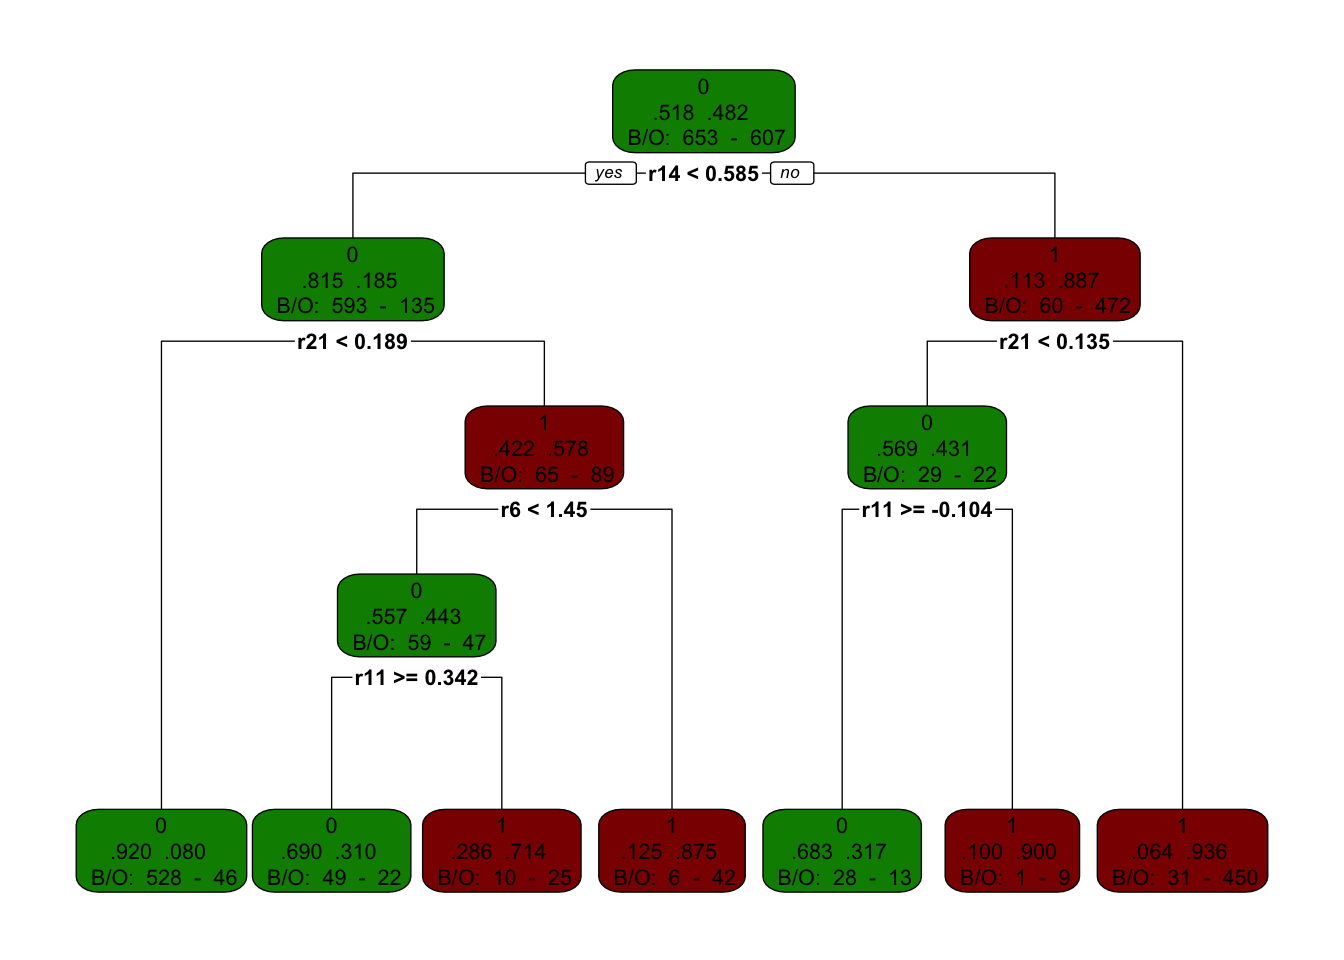 0
.518 .482
B/O: 653 - 607
yes r14 < 0.585 no
0
.815 .185
B/O: 593 - 135
1
.113 .887
B/O: 60 - 472
r21 < 0.189
r21 < 0.135
1
.422 .578
B/O: 65 - 89
0
.569 .431
B/O: 29 - 22
r6 < 1.45
r11 >= -0.104
0
.557 .443
B/O: 59 - 47
r11 >= 0.342
0
.920 .080
B/O: 528 - 46
0
.690 .310
B/O: 49 - 22
1
.286 .714
B/O: 10 - 25
1
.125 .875
B/O: 6 - 42
0
.683 .317
B/O: 28 - 13
1
.100 .900
B/O: 1 - 9
1
.064 .936
B/O: 31 - 450